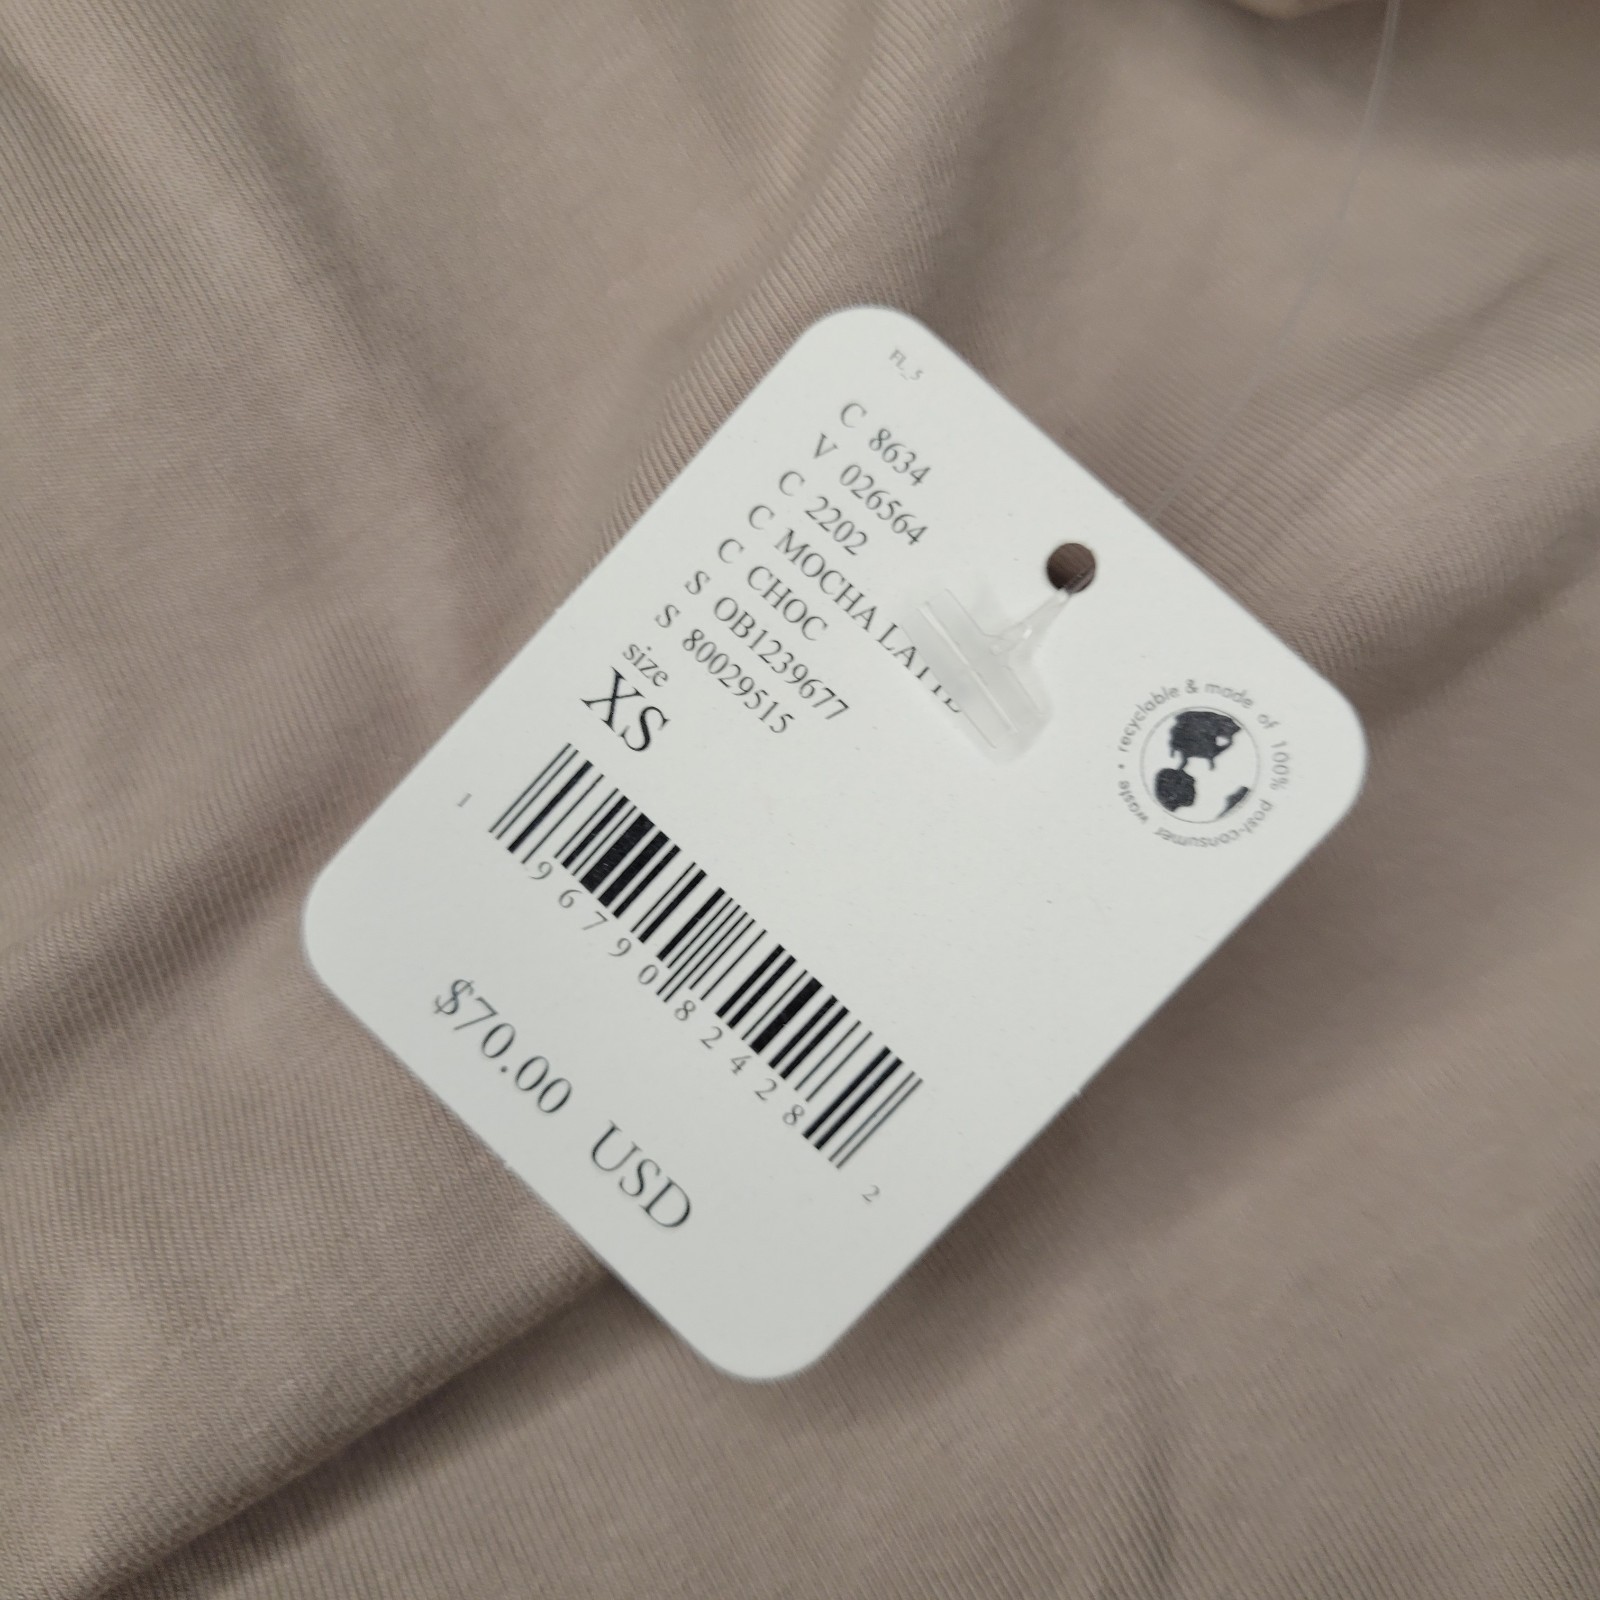 FL_5
C 8634
V 026564
C 2202
C MOCHA LATTE
C CHOC
S OB1239677
S 80029515
size
XS
recyclable & made of 100% post-consumer waste •
1 96790 82428 2
$70.00 USD